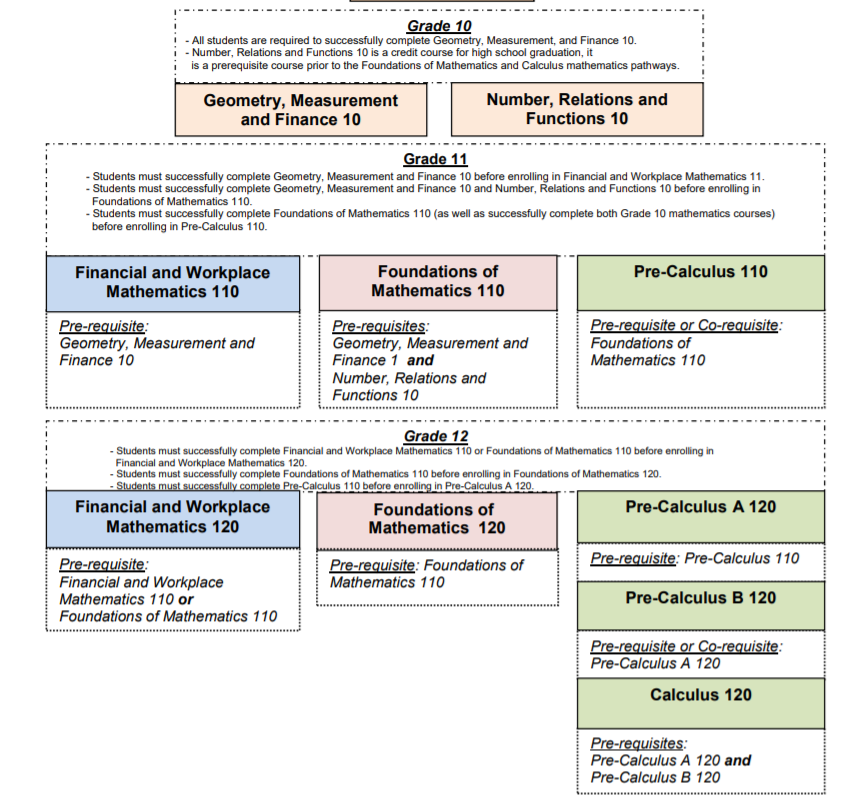 Grade 10
- All students are required to successfully complete Geometry, Measurement, and Finance 10.
- Number, Relations and Functions 10 is a credit course for high school graduation, it
is a prerequisite course prior to the Foundations of Mathematics and Calculus mathematics pathways.
Geometry, Measurement
and Finance 10
Number, Relations and
Functions 10
Grade 11
- Students must successfully complete Geometry, Measurement and Finance 10 before enrolling in Financial and Workplace Mathematics 11.
- Students must successfully complete Geometry, Measurement and Finance 10 and Number, Relations and Functions 10 before enrolling in
Foundations of Mathematics 110.
- Students must successfully complete Foundations of Mathematics 110 (as well as successfully complete both Grade 10 mathematics courses)
before enrolling in Pre-Calculus 110.
Financial and Workplace
Mathematics 110
Pre-requisite:
Geometry, Measurement and
Finance 10
Foundations of
Mathematics 110
Pre-requisites:
Geometry, Measurement and
Finance 1 and
Number, Relations and
Functions 10
Pre-Calculus 110
Pre-requisite or Co-requisite:
Foundations of
Mathematics 110
Grade 12
- Students must successfully complete Financial and Workplace Mathematics 110 or Foundations of Mathematics 110 before enrolling in
Financial and Workplace Mathematics 120.
- Students must successfully complete Foundations of Mathematics 110 before enrolling in Foundations of Mathematics 120.
- Students must successfully complete Pre-Calculus 110 before enrolling in Pre-Calculus A 120.
Financial and Workplace
Mathematics 120
Pre-requisite:
Financial and Workplace
Mathematics 110 or
Foundations of Mathematics 110
Foundations of
Mathematics 120
Pre-requisite: Foundations of
Mathematics 110
Pre-Calculus A 120
Pre-requisite: Pre-Calculus 110
Pre-Calculus B 120
Pre-requisite or Co-requisite:
Pre-Calculus A 120
Calculus 120
Pre-requisites:
Pre-Calculus A 120 and
Pre-Calculus B 120